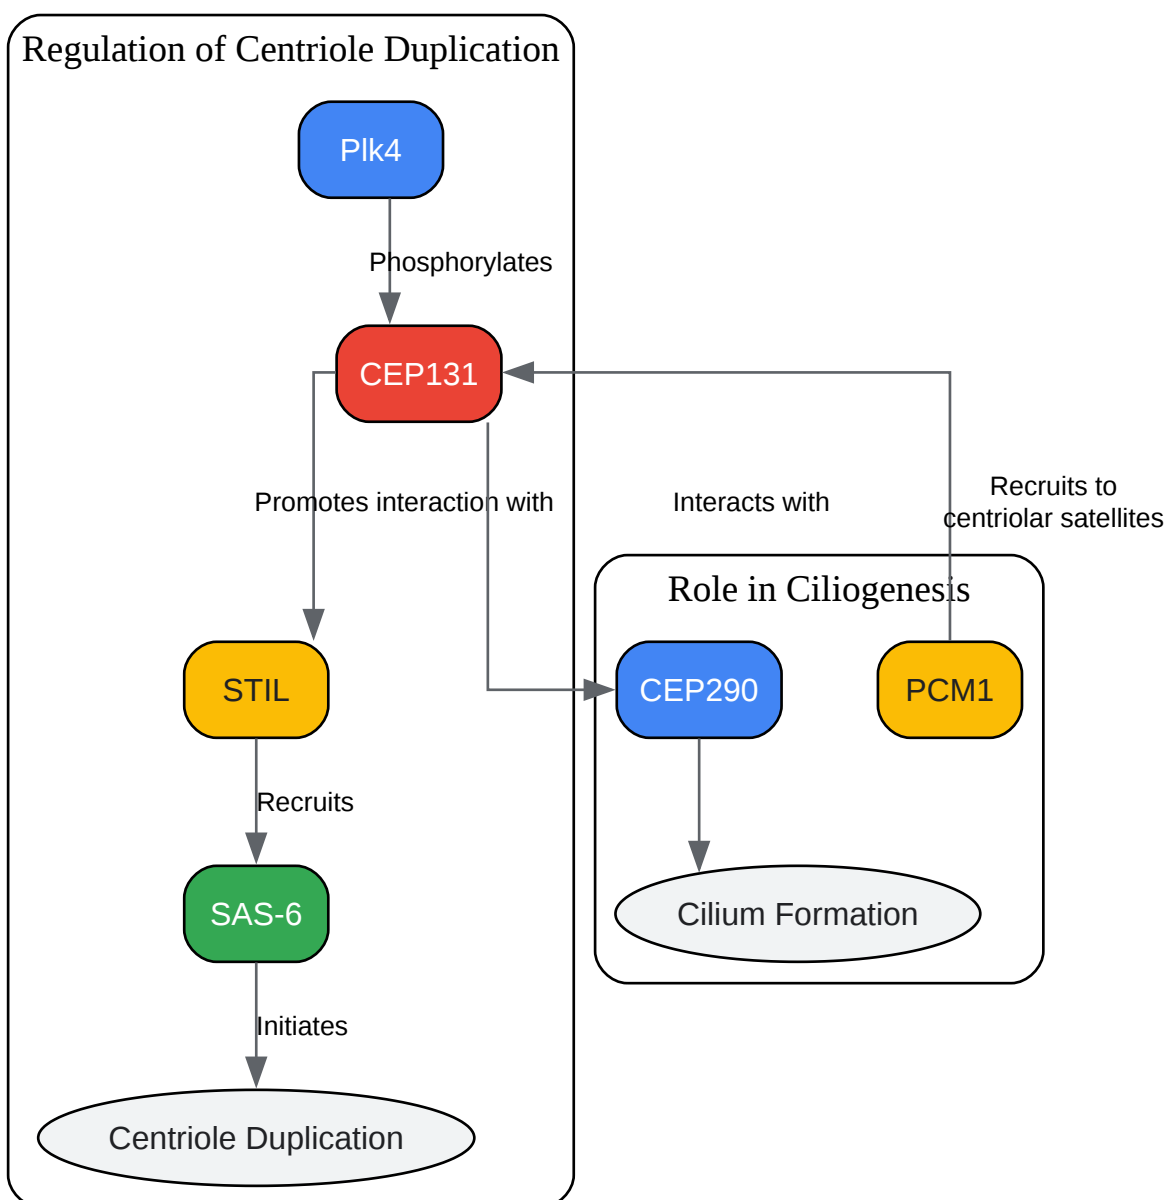 Regulation of Centriole Duplication
Plk4
Phosphorylates
CEP131
Promotes interaction with
Interacts with
Recruits to
centriolar satellites
Role in Ciliogenesis
STIL
CEP290
PCM1
Recruits
SAS-6
Cilium Formation
Initiates
Centriole Duplication